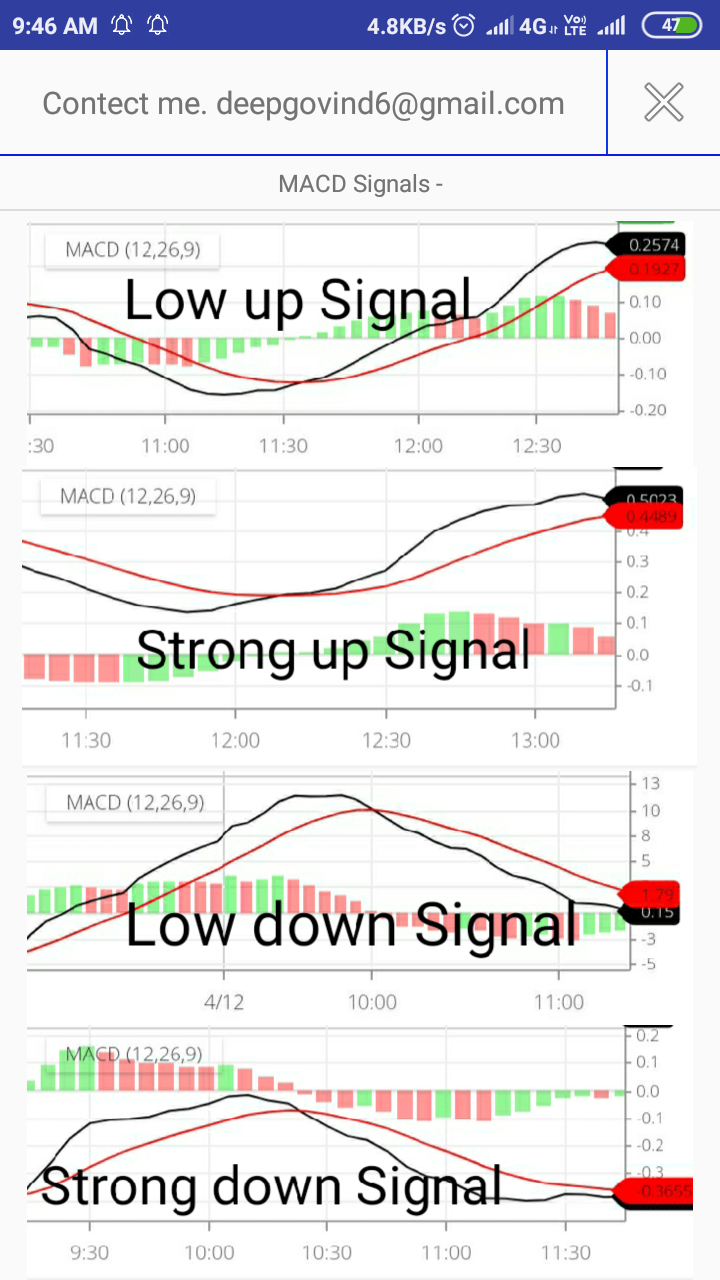 9:46 AM 4.8KB/s 4G Vo) LTE 47
Contect me. deepgovind6@gmail.com
MACD Signals -
MACD (12,26,9)
Low up Signal
0.2574
0.1927
0.10
0.00
-0.10
-0.20
:30 11:00 11:30 12:00 12:30
MACD (12,26,9)
0.5023
0.4489
0.4
0.3
0.2
0.1
Strong up Signal
0.0
-0.1
11:30 12:00 12:30 13:00
MACD (12,26,9)
13
10
8
5
1.79
0.15
Low down Signal
-3
-5
4/12 10:00 11:00
0.2
MACD (12,26,9)
0.1
0.0
-0.1
-0.2
-0.3
Strong down Signal
-0.3655
9:30 10:00 10:30 11:00 11:30